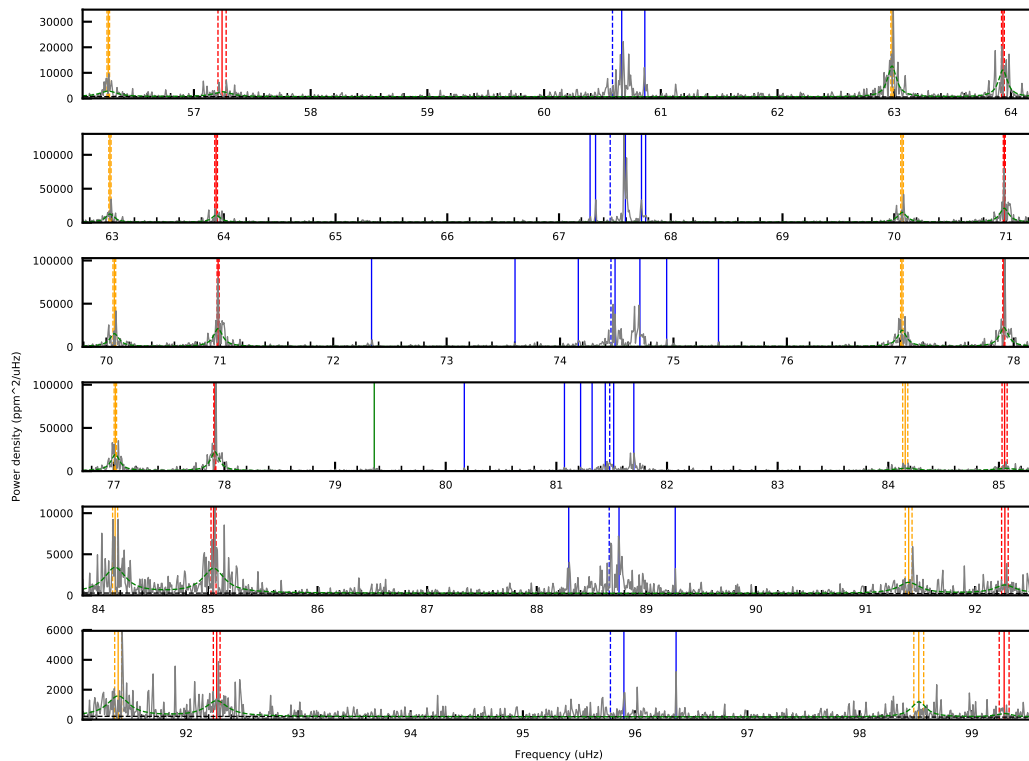 30000
20000
10000
0
57 58 59 60 61 62 63 64
100000
50000
0
63 64 65 66 67 68 69 70 71
100000
50000
0
70 71 72 73 74 75 76 77 78
Power density (ppm^2/uHz)
100000
50000
0
77 78 79 80 81 82 83 84 85
10000
5000
0
84 85 86 87 88 89 90 91 92
6000
4000
2000
0
92 93 94 95 96 97 98 99
Frequency (uHz)